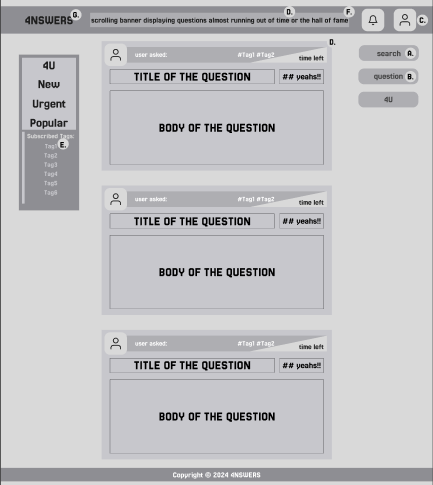 4NSWERS G.
scrolling banner displaying questions almost running out of time or the hall of fame
D.
F.
C.
4U
New
Urgent
Popular
Subscribed Tags:
Tag1 E.
Tag2
Tag3
Tag4
Tag5
Tag6
D.
user asked: #Tag1 #Tag2 time left
TITLE OF THE QUESTION ## yeahs!!
BODY OF THE QUESTION
user asked: #Tag1 #Tag2 time left
TITLE OF THE QUESTION ## yeahs!!
BODY OF THE QUESTION
user asked: #Tag1 #Tag2 time left
TITLE OF THE QUESTION ## yeahs!!
BODY OF THE QUESTION
search A.
question B.
4U
Copyright © 2024 4NSWERS